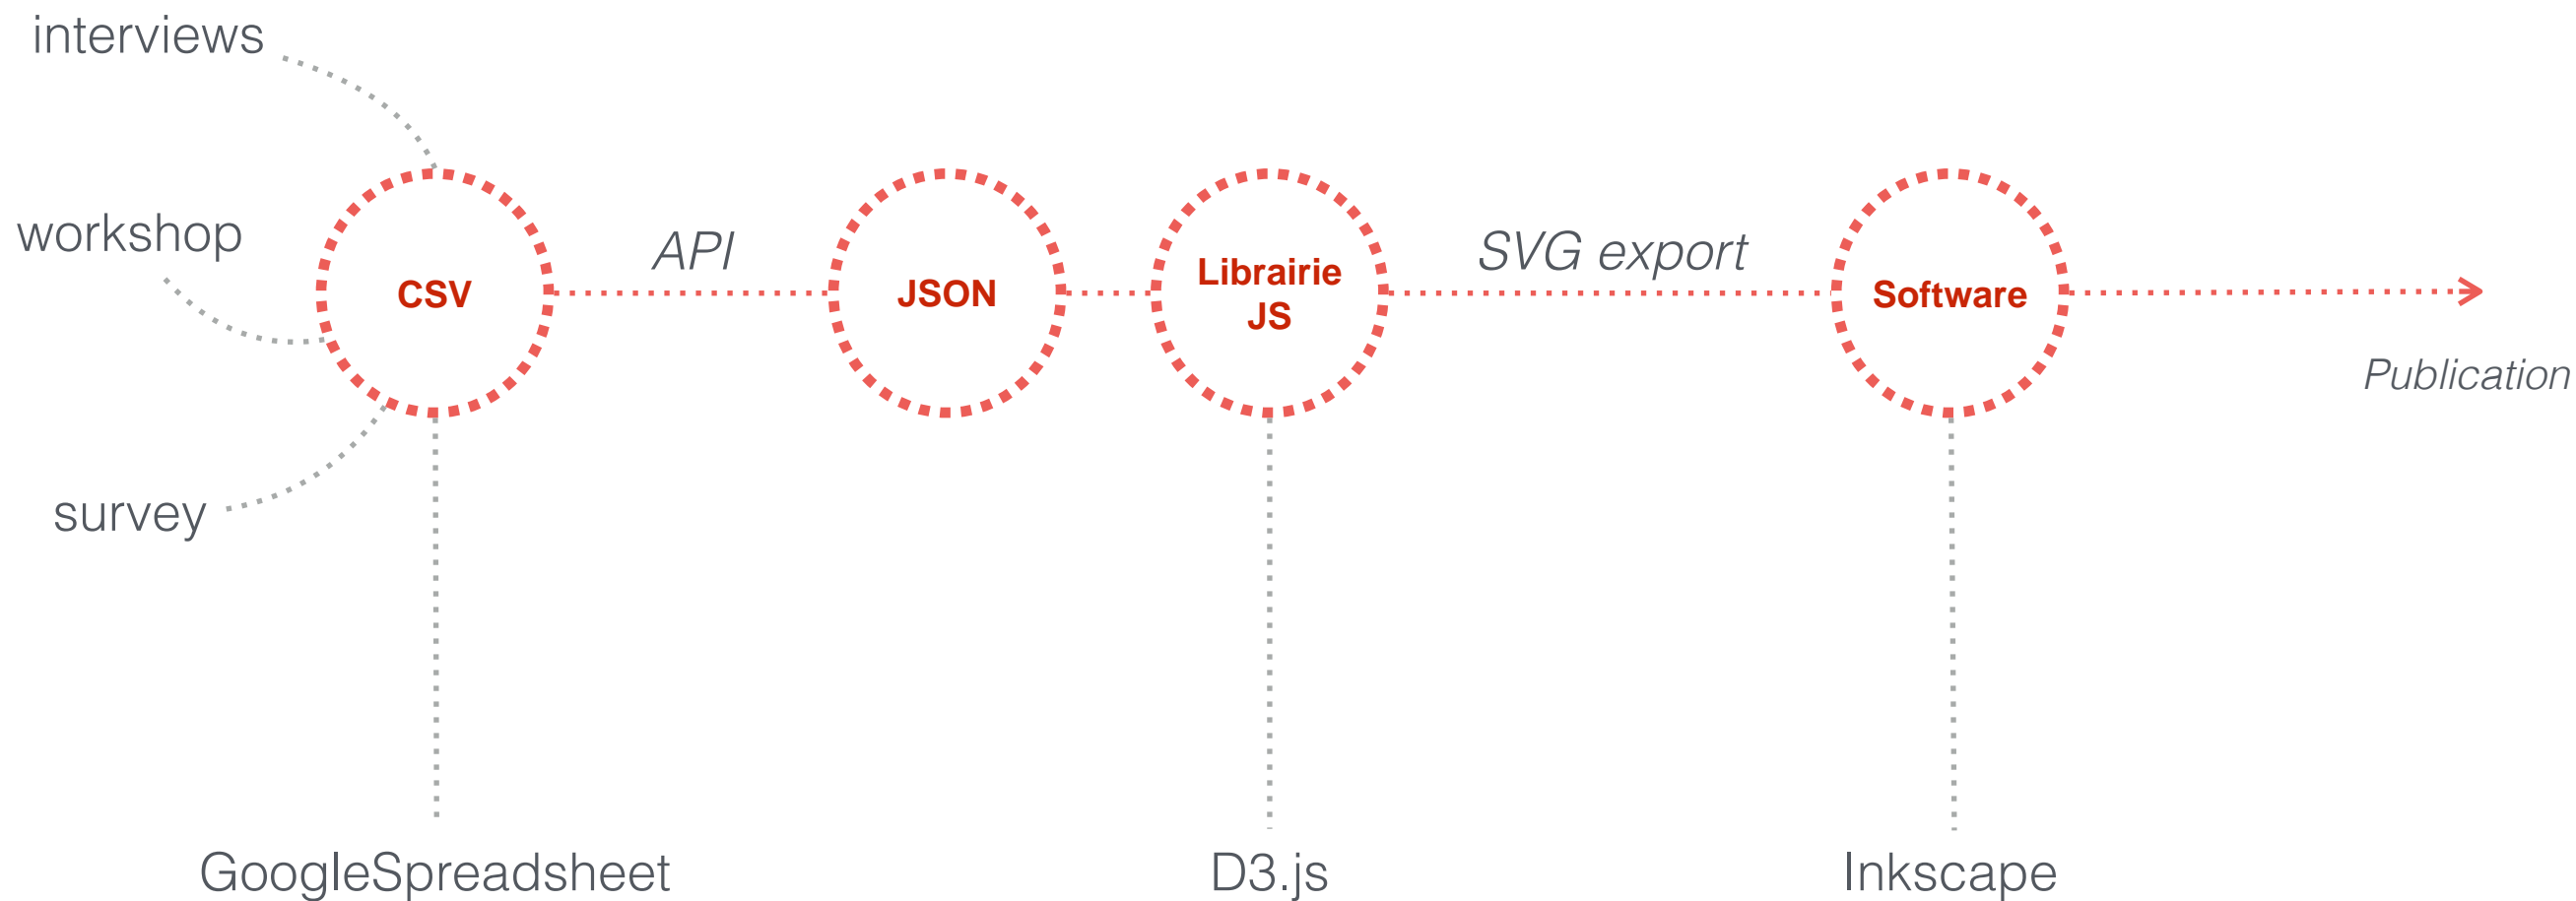 interviews
workshop
survey
CSV
API
JSON
Librairie
JS
SVG export
Software
Publication
GoogleSpreadsheet
D3.js
Inkscape